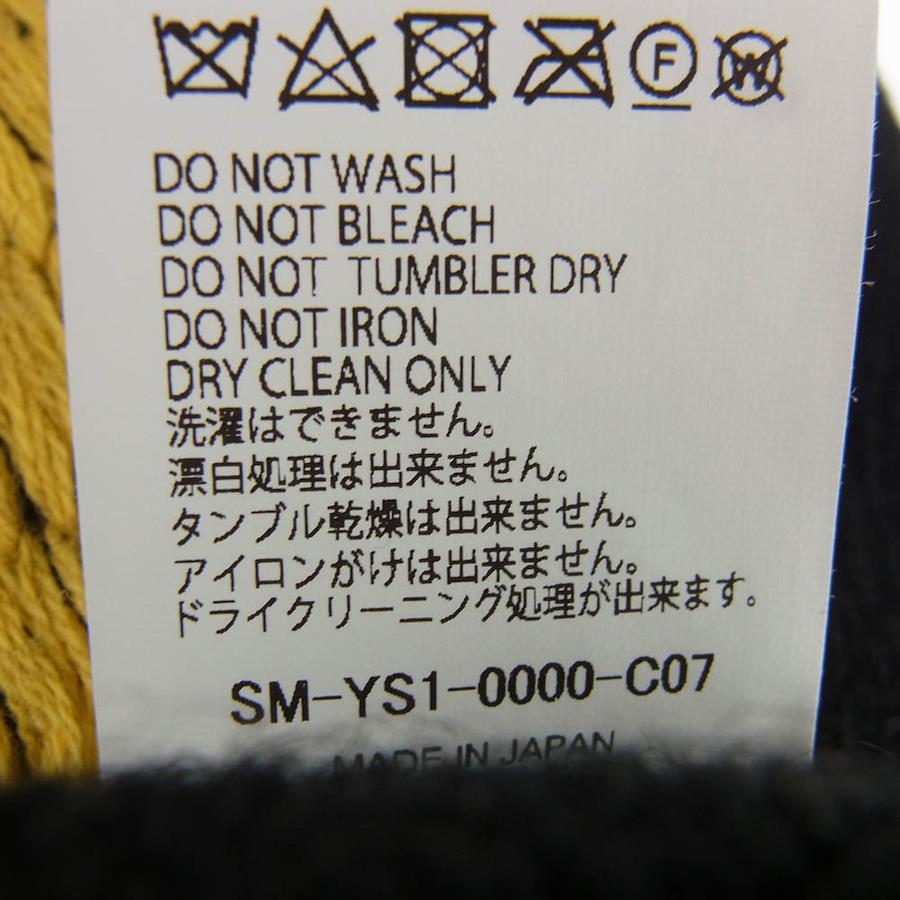 F W
DO NOT WASH
DO NOT BLEACH
DO NOT TUMBLER DRY
DO NOT IRON
DRY CLEAN ONLY
洗濯はできません。
漂白処理は出来ません。
タンブル乾燥は出来ません。
アイロンがけは出来ません。
ドライクリーニング処理が出来ます。
SM-YS1-0000-C07
MADE IN JAPAN